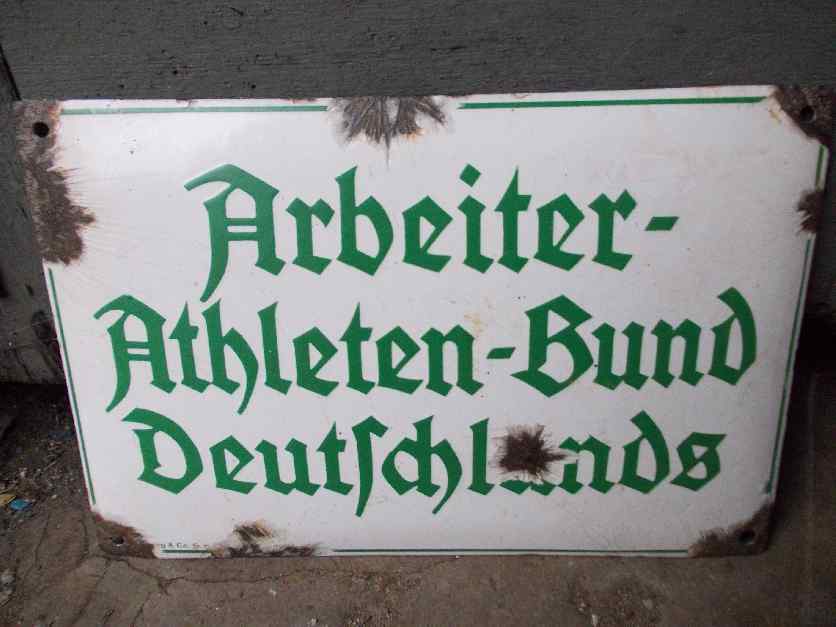 Arbeiter-
Athleten-Bund
Deutschlands